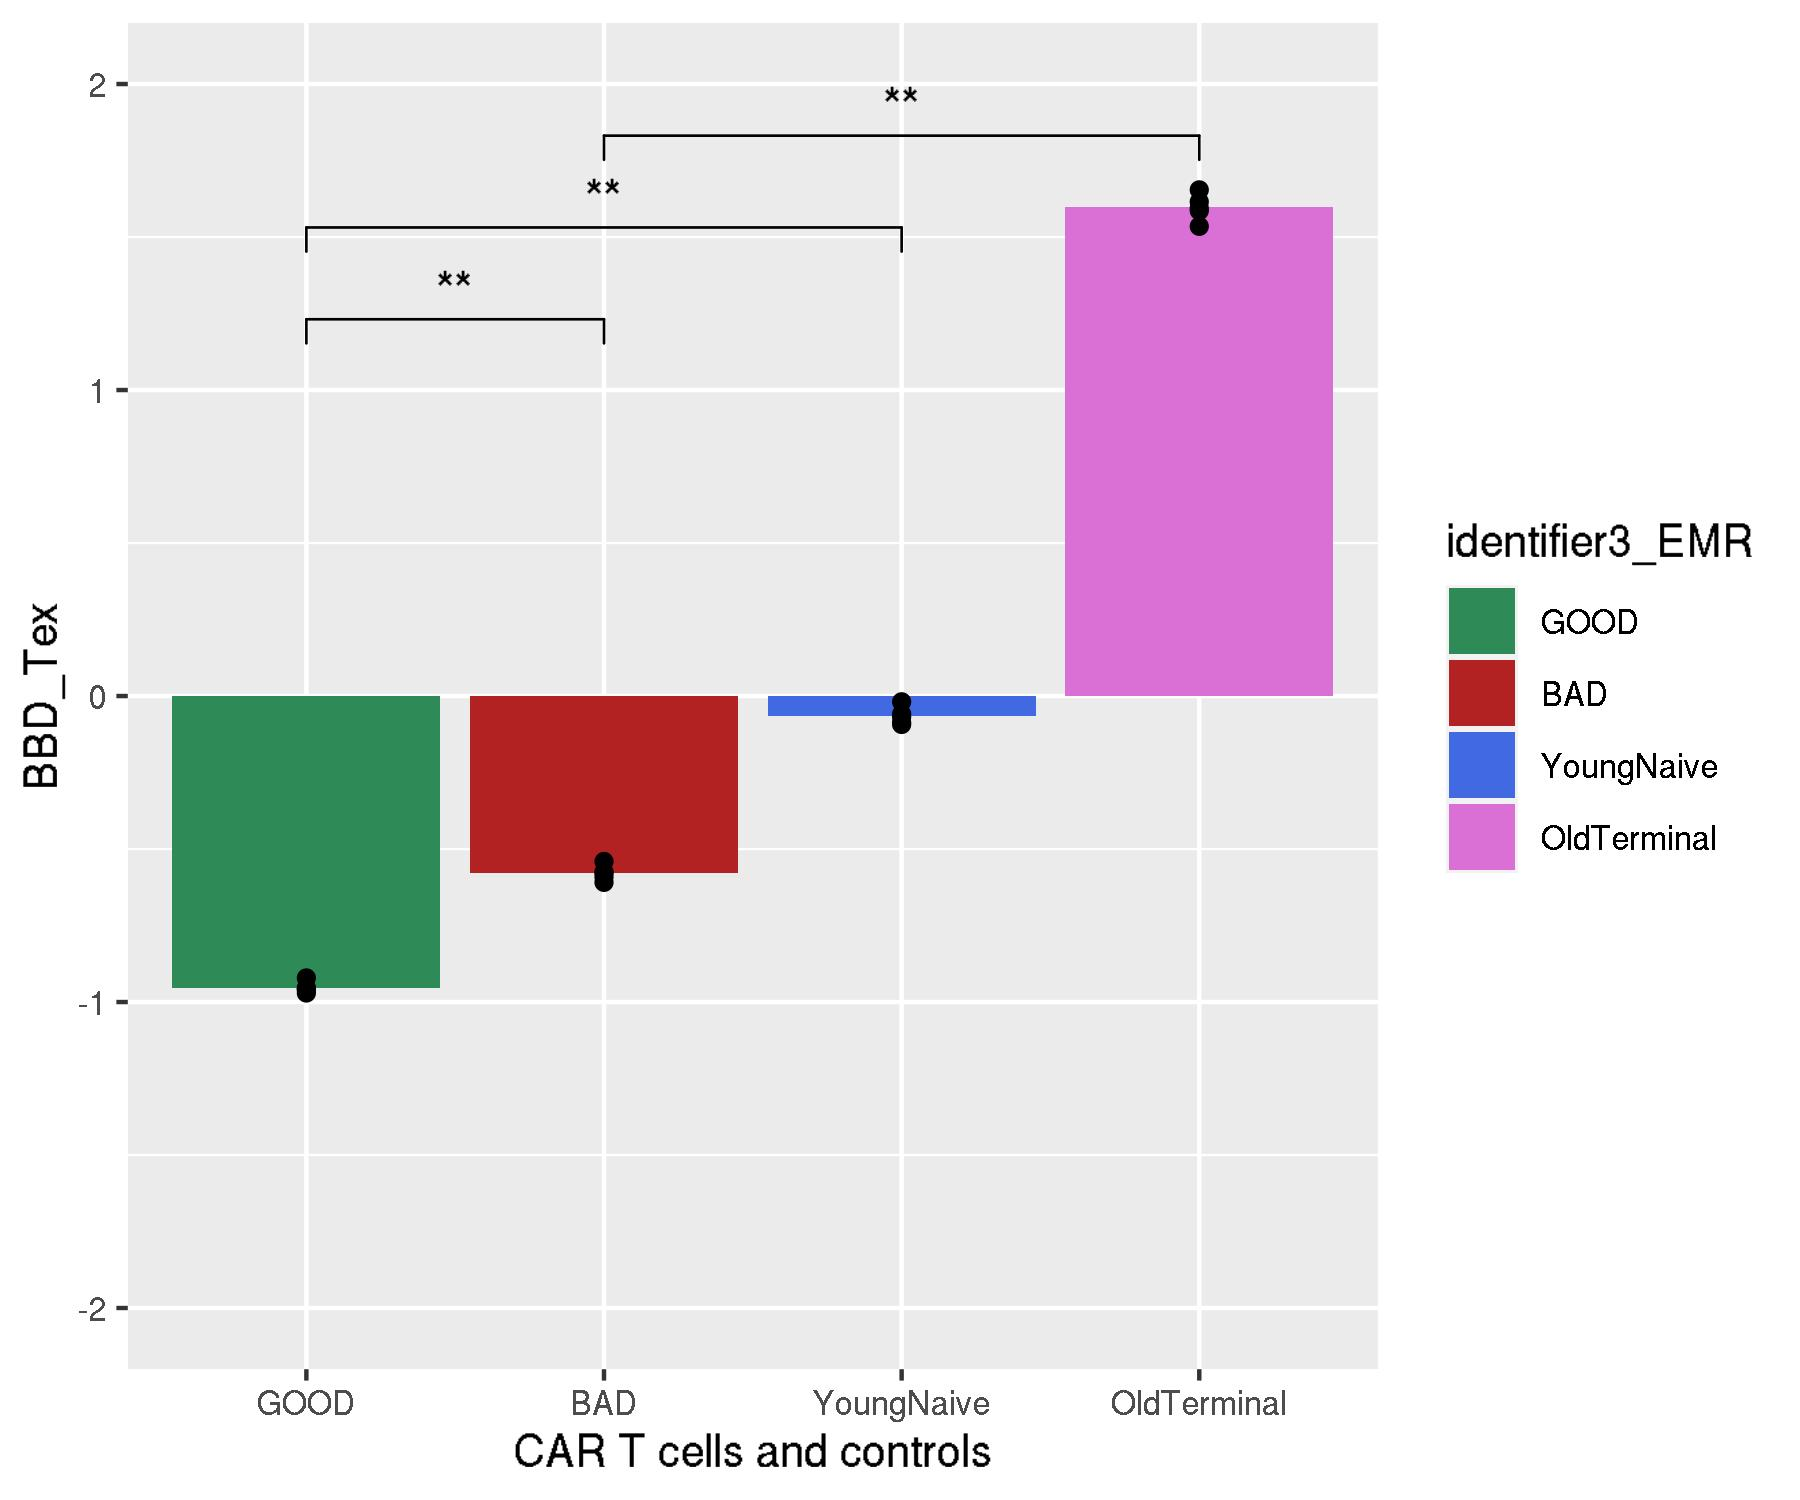 2
1
0
-1
-2
BBD_Tex
**
**
**
GOOD
BAD
YoungNaive
OldTerminal
CAR T cells and controls
identifier3_EMR
GOOD
BAD
YoungNaive
OldTerminal